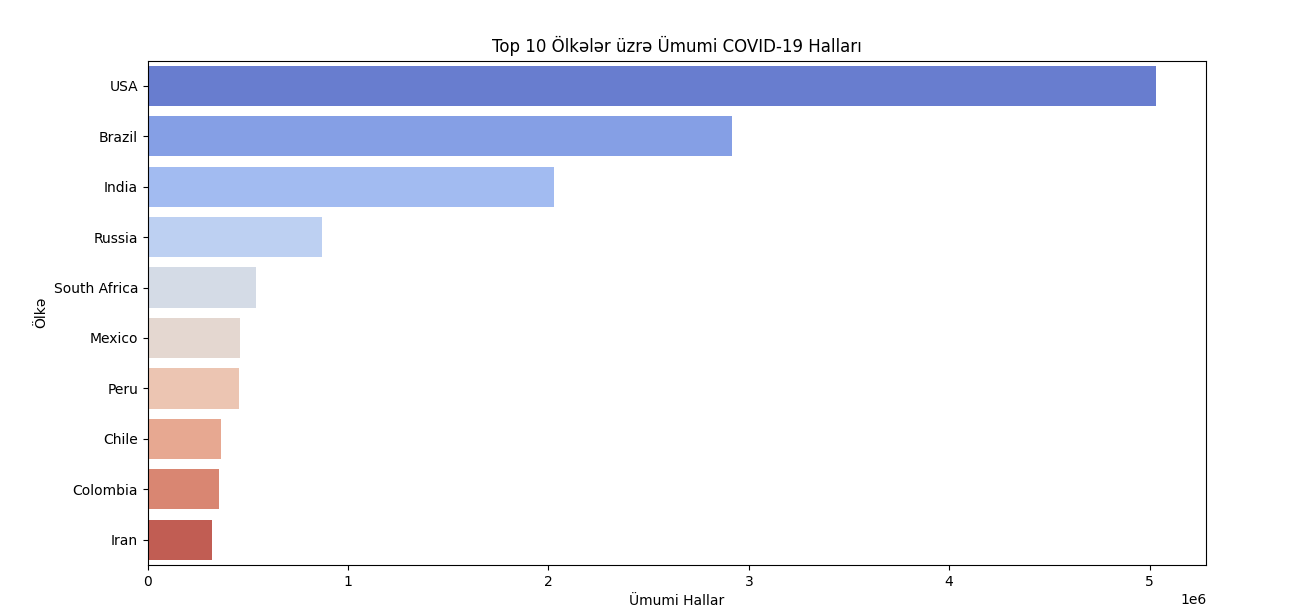 Top 10 Ölkələr üzrə Ümumi COVID-19 Halları
USA
Brazil
India
Russia
South Africa
Mexico
Peru
Chile
Colombia
Iran
Ölkə
0 1 2 3 4 5
1e6
Ümumi Hallar